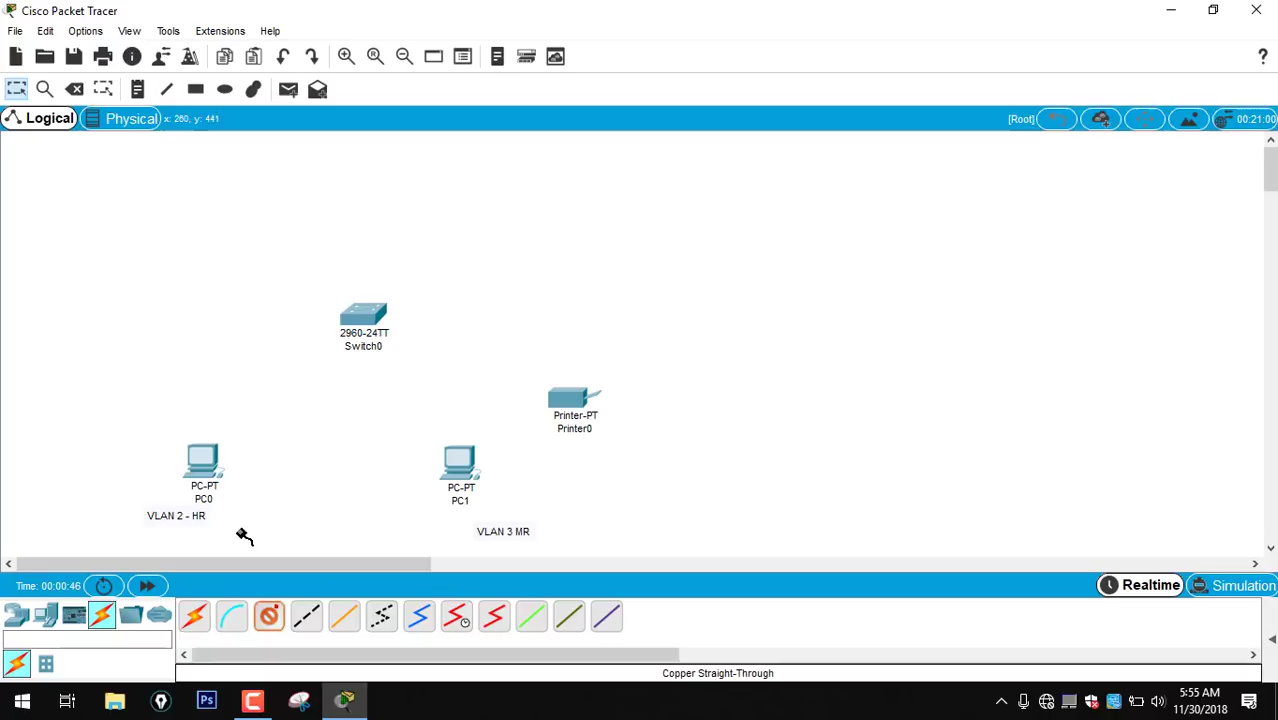 Cisco Packet Tracer
File Edit Options View Tools Extensions Help
?
Logical Physical x: 260, y: 441 [Root] 00:21:00
2960-24TT
Switch0
Printer-PT
Printer0
PC-PT
PC0
PC-PT
PC1
VLAN 2 - HR
VLAN 3 MR
Time: 00:00:46 Realtime Simulation
Copper Straight-Through
Ps
5:55 AM
11/30/2018